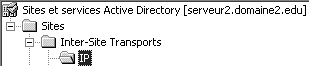 Sites et services Active Directory [serveur2.domaine2.edu]
Sites
Inter-Site Transports
IP